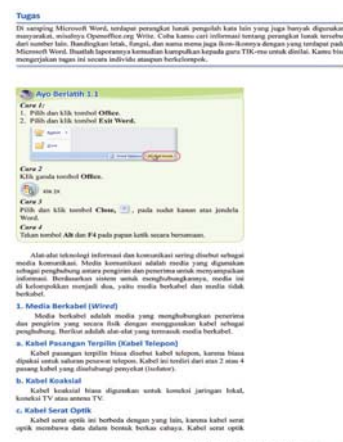 Tugas
Di samping Microsoft Word, terdapat perangkat lunak pengolah kata lain yang juga banyak digunakan
masyarakat, misalnya Openoffice.org Write. Coba kamu cari informasi tentang perangkat lunak tersebut
dari sumber lain. Bandingkan letak, fungsi, dan nama menu juga ikon-ikonnya dengan yang terdapat pada
Microsoft Word. Buatlah laporannya kemudian kumpulkan kepada guru TIK-mu untuk dinilai. Kamu bisa
mengerjakan tugas ini secara individu ataupun berkelompok.
Ayo Berlatih 1.1
Cara 1:
1. Pilih dan klik tombol Office.
2. Pilih dan klik tombol Exit Word.
Cara 2
Klik ganda tombol Office.
Cara 3
Pilih dan klik tombol Close, , pada sudut kanan atas jendela
Word.
Cara 4
Tekan tombol Alt dan F4 pada papan ketik secara bersamaan.
Alat-alat teknologi informasi dan komunikasi sering disebut sebagai
media komunikasi. Media komunikasi adalah media yang digunakan
sebagai penghubung antara pengirim dan penerima untuk menyampaikan
informasi. Berdasarkan sistem untuk menghubungkannya, media ini
di kelompokkan menjadi dua, yaitu media berkabel dan media tidak
berkabel.
1. Media Berkabel (Wired)
Media berkabel adalah media yang menghubungkan penerima
dan pengirim yang secara fisik dengan menggunakan kabel sebagai
penghubung. Berikut adalah alat-alat yang termasuk media berkabel.
a. Kabel Pasangan Terpilin (Kabel Telepon)
Kabel pasangan terpilin biasa disebut kabel telepon, karena biasa
dipakai untuk saluran pesawat telepon. Kabel ini terdiri dari atas 2 atau 4
pasang kabel yang diselubungi penyekat (isolator).
b. Kabel Koaksial
Kabel koaksial biasa digunakan untuk koneksi jaringan lokal,
koneksi TV atau antena TV.
c. Kabel Serat Optik
Kabel serat optik ini berbeda dengan yang lain, karena kabel serat
optik membawa data dalam bentuk berkas cahaya. Kabel serat optik